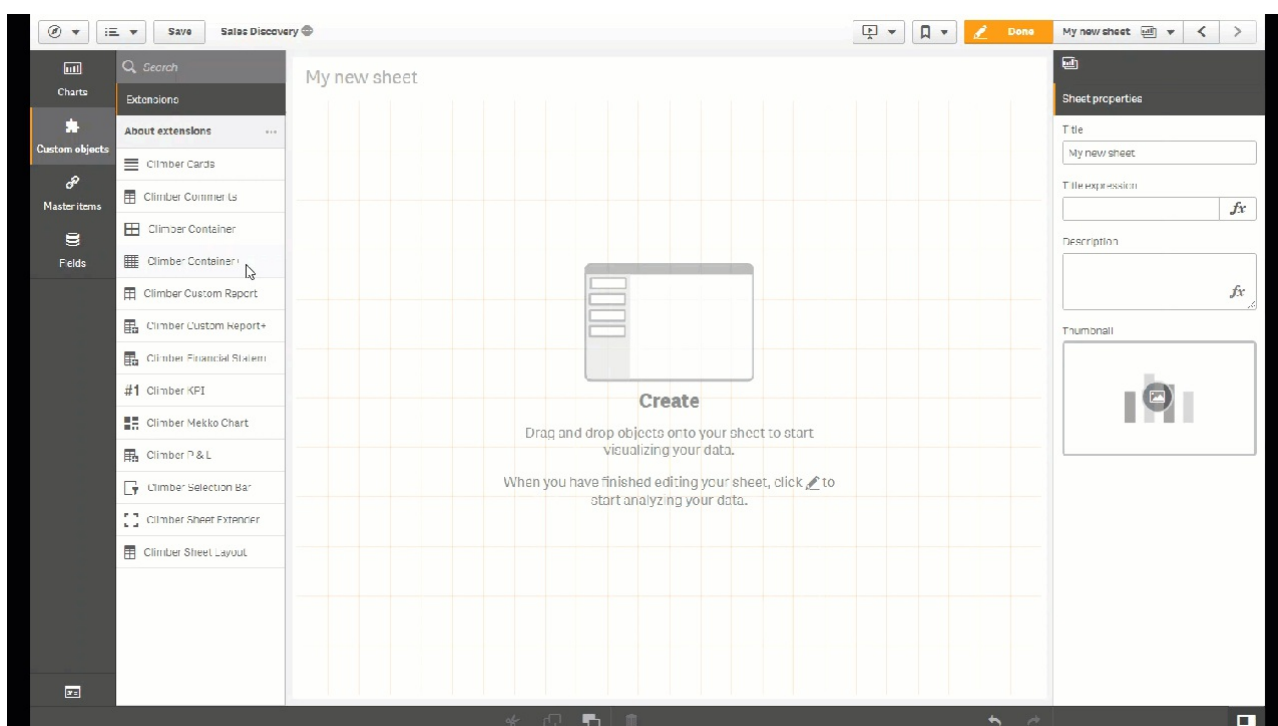 Save
Sales Discovery
Done
My new sheet
Charts
Custom objects
Master items
Fields
Search
Extensions
About extensions
Climber Cards
Climber Comments
Climber Container
Climber Container+
Climber Custom Report
Climber Custom Report+
Climber Financial Statem
#1 Climber KPI
Climber Mekko Chart
Climber P & L
Climber Selection Bar
Climber Sheet Extender
Climber Sheet Layout
My new sheet
Create
Drag and drop objects onto your sheet to start
visualizing your data.
When you have finished editing your sheet, click to
start analyzing your data.
Sheet properties
Title
My new sheet
Title expression
fx
Description
fx
Thumbnail